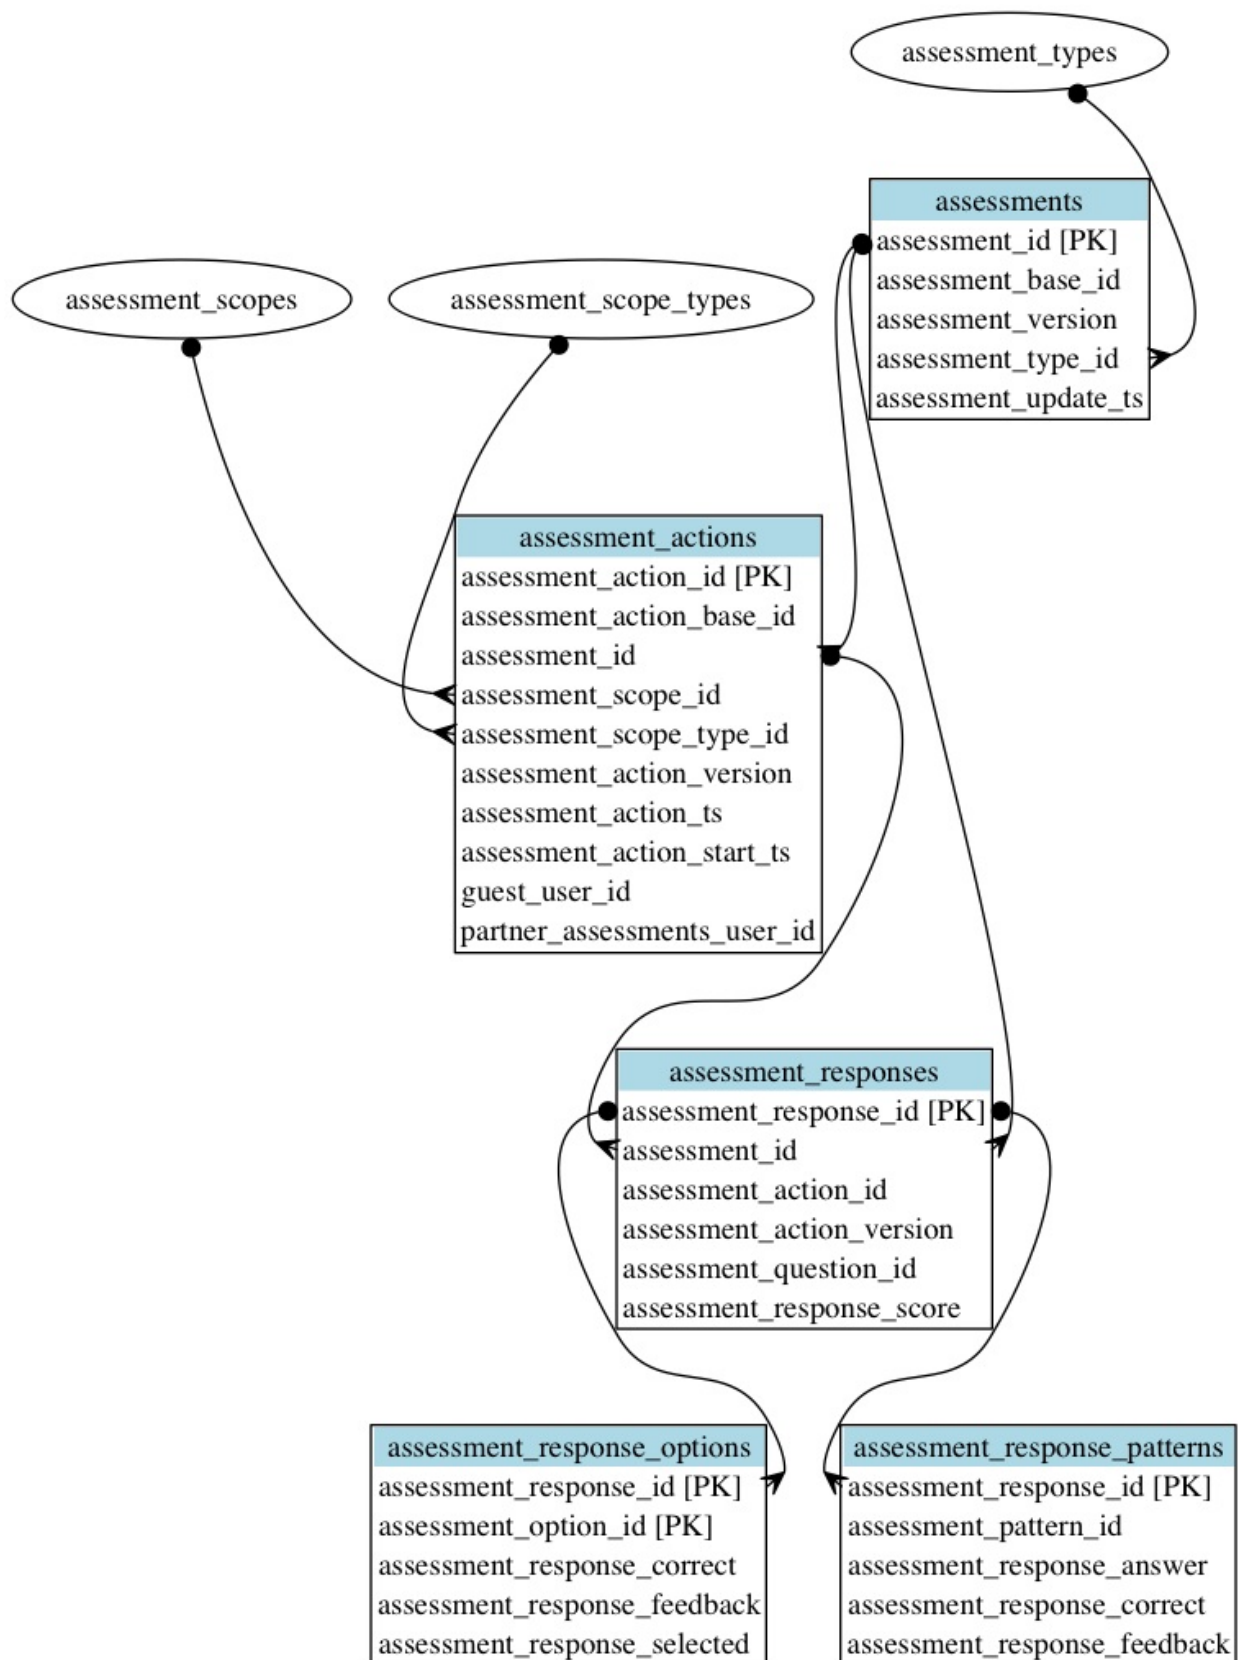 assessment_types
assessments
assessment_id [PK]
assessment_base_id
assessment_version
assessment_type_id
assessment_update_ts
assessment_scopes
assessment_scope_types
assessment_actions
assessment_action_id [PK]
assessment_action_base_id
assessment_id
assessment_scope_id
assessment_scope_type_id
assessment_action_version
assessment_action_ts
assessment_action_start_ts
guest_user_id
partner_assessments_user_id
assessment_responses
assessment_response_id [PK]
assessment_id
assessment_action_id
assessment_action_version
assessment_question_id
assessment_response_score
assessment_response_options
assessment_response_id [PK]
assessment_option_id [PK]
assessment_response_correct
assessment_response_feedback
assessment_response_selected
assessment_response_patterns
assessment_response_id [PK]
assessment_pattern_id
assessment_response_answer
assessment_response_correct
assessment_response_feedback